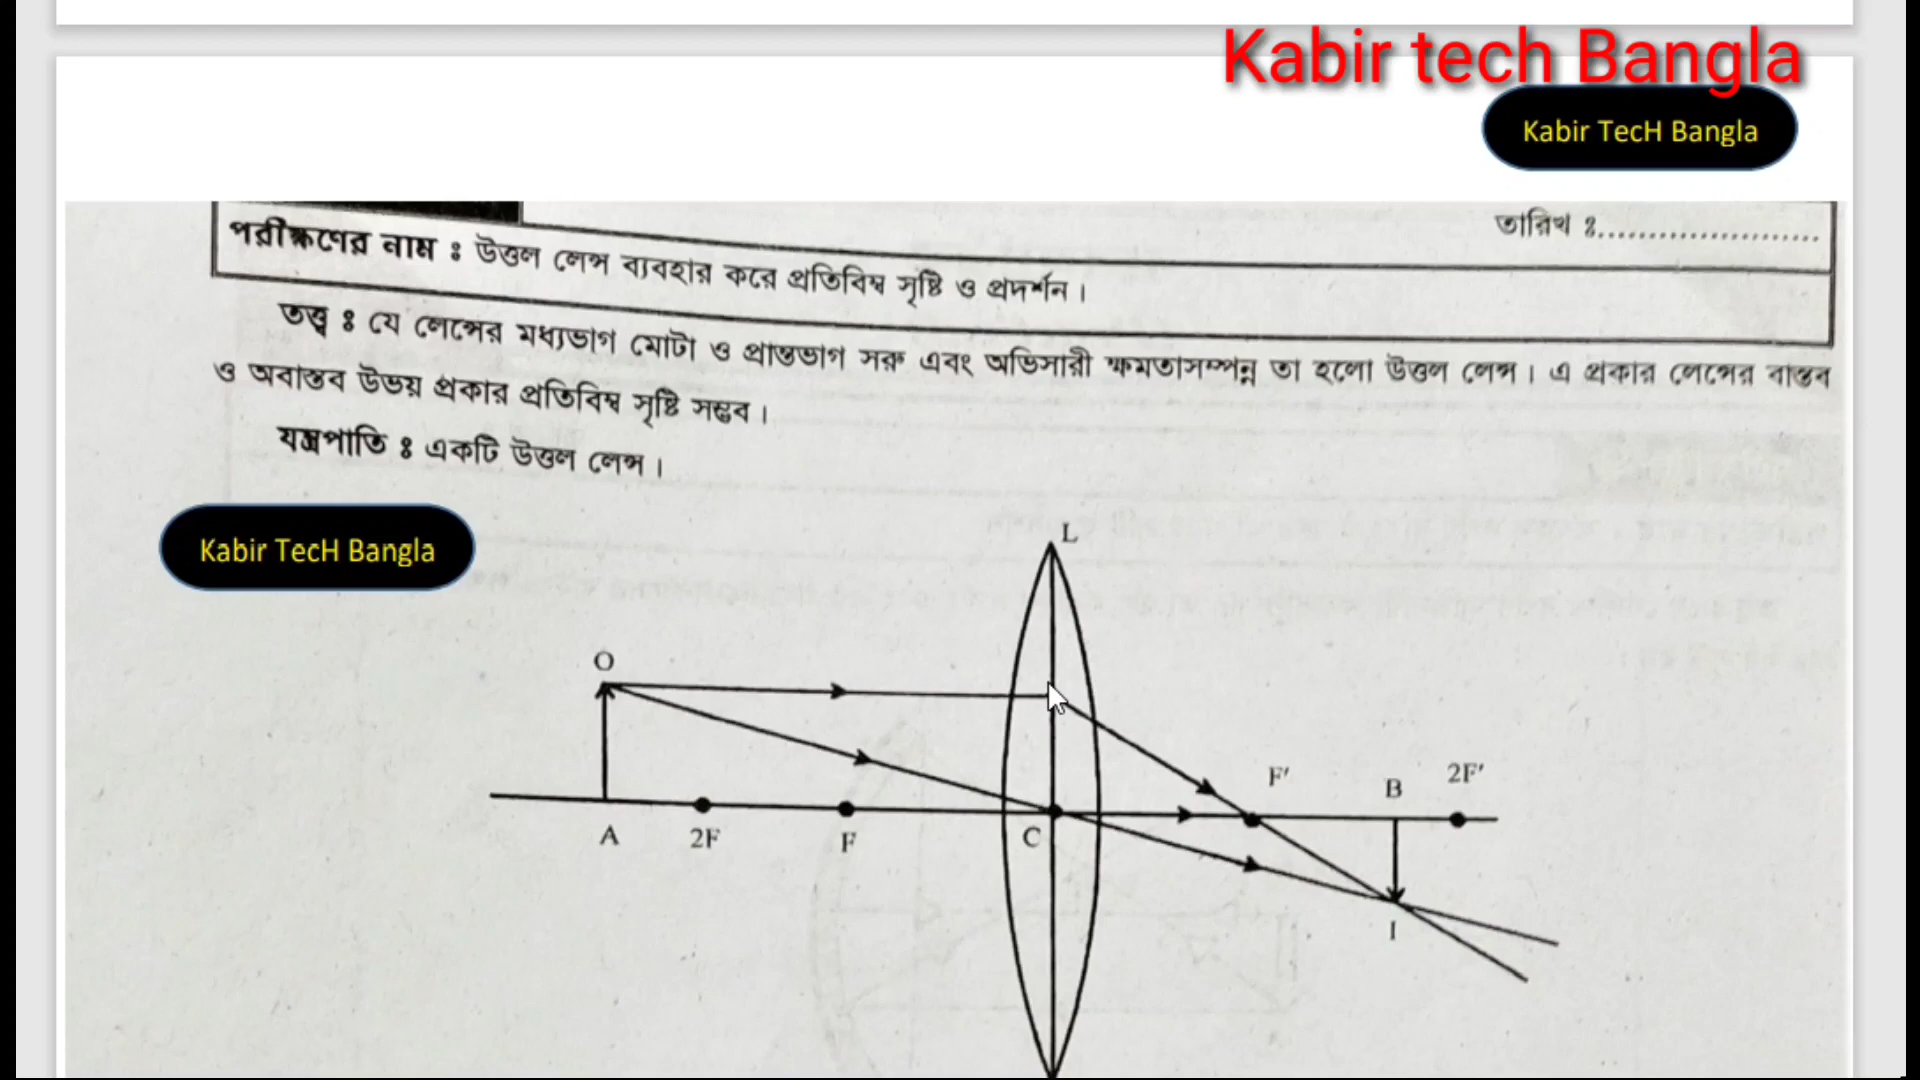 Kabir tech Bangla
Kabir TecH Bangla
তারিখ ঃ......................
পরীক্ষণের নাম ঃ উত্তল লেন্স ব্যবহার করে প্রতিবিম্ব সৃষ্টি ও প্রদর্শন।
তত্ত্ব ঃ যে লেন্সের মধ্যভাগ মোটা ও প্রান্তভাগ সরু এবং অভিসারী ক্ষমতাসম্পন্ন তা হলো উত্তল লেন্স। এ প্রকার লেন্সের বাস্তব
ও অবাস্তব উভয় প্রকার প্রতিবিম্ব সৃষ্টি সম্ভব।
যন্ত্রপাতি ঃ একটি উত্তল লেন্স।
Kabir TecH Bangla
L
O
F′
B
2F′
A
2F
F
C
I